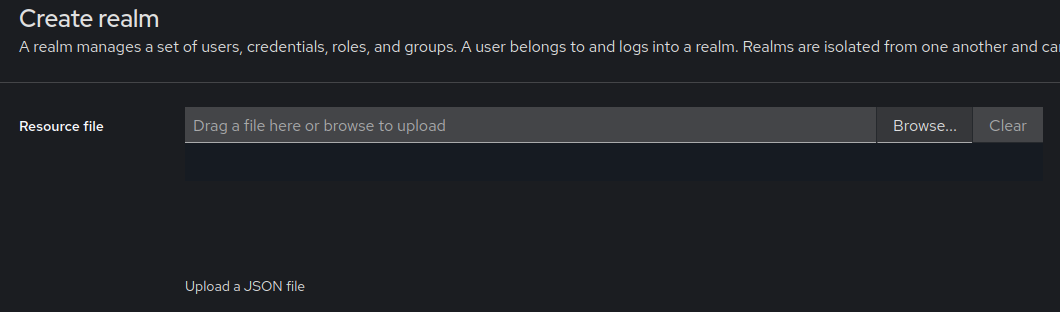 Create realm
A realm manages a set of users, credentials, roles, and groups. A user belongs to and logs into a realm. Realms are isolated from one another and
Resource file
Drag a file here or browse to upload
Browse...
Clear
Upload a JSON file